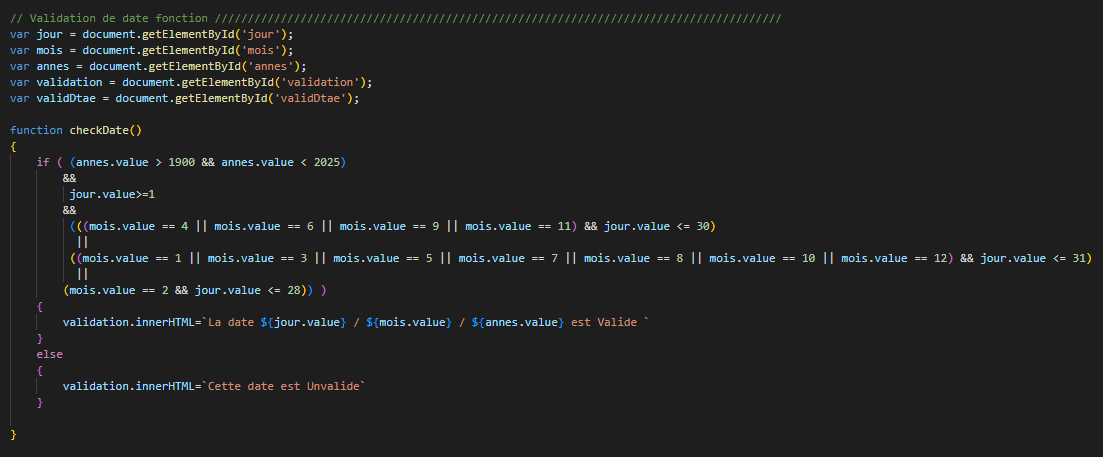 // Validation de date fonction //////////////////////////////////////////////////////////////////////////////////////
var jour = document.getElementById('jour');
var mois = document.getElementById('mois');
var annes = document.getElementById('annes');
var validation = document.getElementById('validation');
var validDtae = document.getElementById('validDtae');
function checkDate()
{
if ( (annes.value > 1900 && annes.value < 2025)
&&
jour.value>=1
&&
(((mois.value == 4 || mois.value == 6 || mois.value == 9 || mois.value == 11) && jour.value <= 30)
||
((mois.value == 1 || mois.value == 3 || mois.value == 5 || mois.value == 7 || mois.value == 8 || mois.value == 10 || mois.value == 12) && jour.value <= 31)
||
(mois.value == 2 && jour.value <= 28)) )
{
validation.innerHTML=`La date ${jour.value} / ${mois.value} / ${annes.value} est Valide `
}
else
{
validation.innerHTML=`Cette date est Unvalide`
}
}